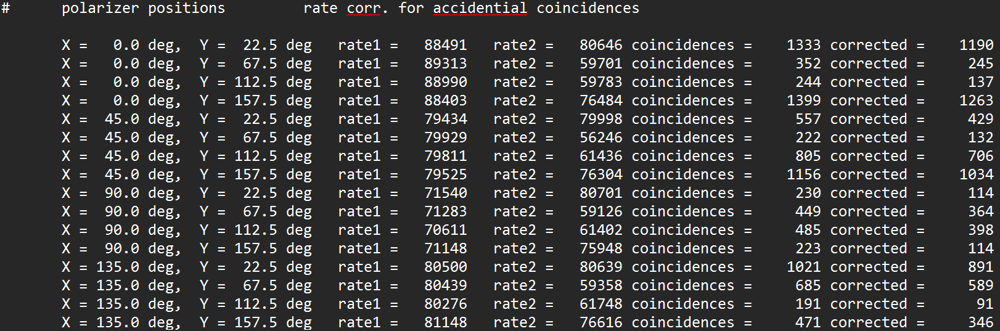 # polarizer positions rate corr. for accidential coincidences
X = 0.0 deg, Y = 22.5 deg rate1 = 88491 rate2 = 80646 coincidences = 1333 corrected = 1190
X = 0.0 deg, Y = 67.5 deg rate1 = 89313 rate2 = 59701 coincidences = 352 corrected = 245
X = 0.0 deg, Y = 112.5 deg rate1 = 88990 rate2 = 59783 coincidences = 244 corrected = 137
X = 0.0 deg, Y = 157.5 deg rate1 = 88403 rate2 = 76484 coincidences = 1399 corrected = 1263
X = 45.0 deg, Y = 22.5 deg rate1 = 79434 rate2 = 79998 coincidences = 557 corrected = 429
X = 45.0 deg, Y = 67.5 deg rate1 = 79929 rate2 = 56246 coincidences = 222 corrected = 132
X = 45.0 deg, Y = 112.5 deg rate1 = 79811 rate2 = 61436 coincidences = 805 corrected = 706
X = 45.0 deg, Y = 157.5 deg rate1 = 79525 rate2 = 76304 coincidences = 1156 corrected = 1034
X = 90.0 deg, Y = 22.5 deg rate1 = 71540 rate2 = 80701 coincidences = 230 corrected = 114
X = 90.0 deg, Y = 67.5 deg rate1 = 71283 rate2 = 59126 coincidences = 449 corrected = 364
X = 90.0 deg, Y = 112.5 deg rate1 = 70611 rate2 = 61402 coincidences = 485 corrected = 398
X = 90.0 deg, Y = 157.5 deg rate1 = 71148 rate2 = 75948 coincidences = 223 corrected = 114
X = 135.0 deg, Y = 22.5 deg rate1 = 80500 rate2 = 80639 coincidences = 1021 corrected = 891
X = 135.0 deg, Y = 67.5 deg rate1 = 80439 rate2 = 59358 coincidences = 685 corrected = 589
X = 135.0 deg, Y = 112.5 deg rate1 = 80276 rate2 = 61748 coincidences = 191 corrected = 91
X = 135.0 deg, Y = 157.5 deg rate1 = 81148 rate2 = 76616 coincidences = 471 corrected = 346